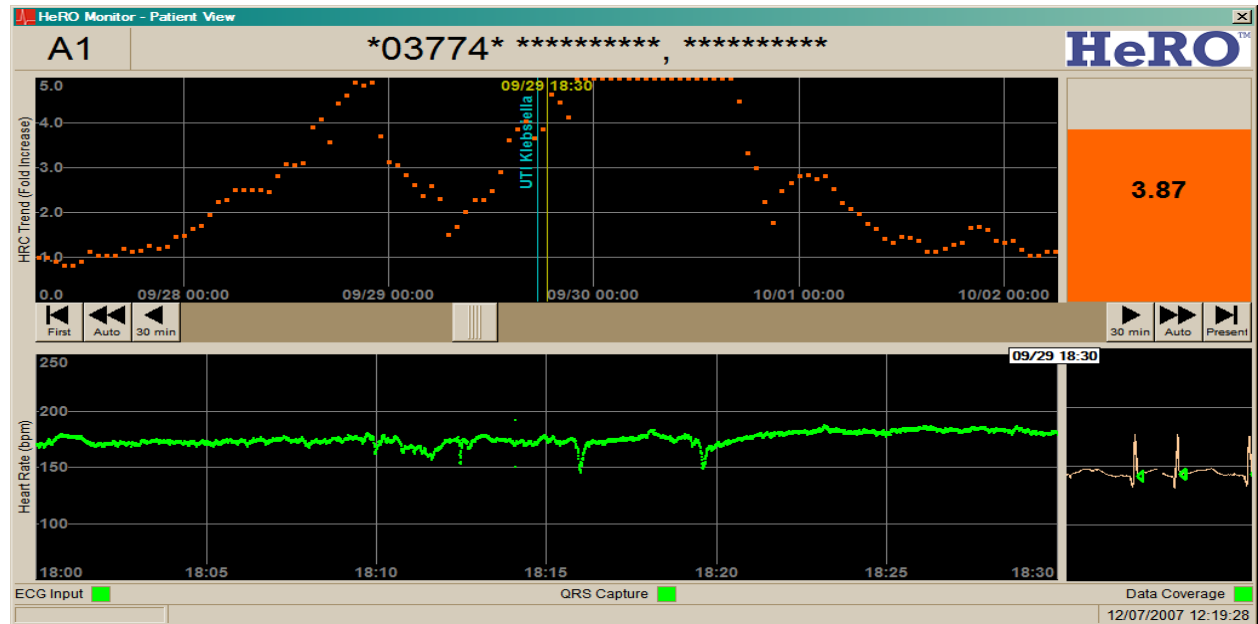 HeRO Monitor - Patient View
A1 *03774* **********, ********** HeRO™
HRC Trend (Fold Increase)
5.0
4.0
3.0
2.0
1.0
0.0
09/29 18:30
UTI Klebsiella
09/28 00:00 09/29 00:00 09/30 00:00 10/01 00:00 10/02 00:00
3.87
First Auto 30 min 30 min Auto Present
09/29 18:30
Heart Rate (bpm)
250
200
150
100
18:00 18:05 18:10 18:15 18:20 18:25 18:30
ECG Input QRS Capture Data Coverage
12/07/2007 12:19:28